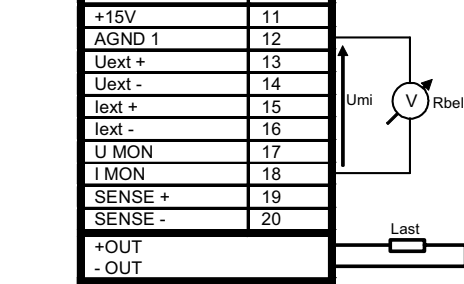 +15V 11
AGND 1 12
Uext + 13
Uext - 14
Iext + 15
Iext - 16
U MON 17
I MON 18
SENSE + 19
SENSE - 20
+OUT
- OUT
Umi
V
Rbel
Last